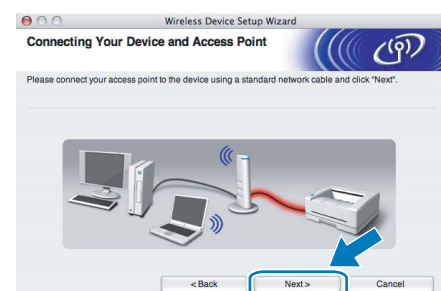 Wireless Device Setup Wizard
Connecting Your Device and Access Point
Please connect your access point to the device using a standard network cable and click "Next".
< Back
Next >
Cancel